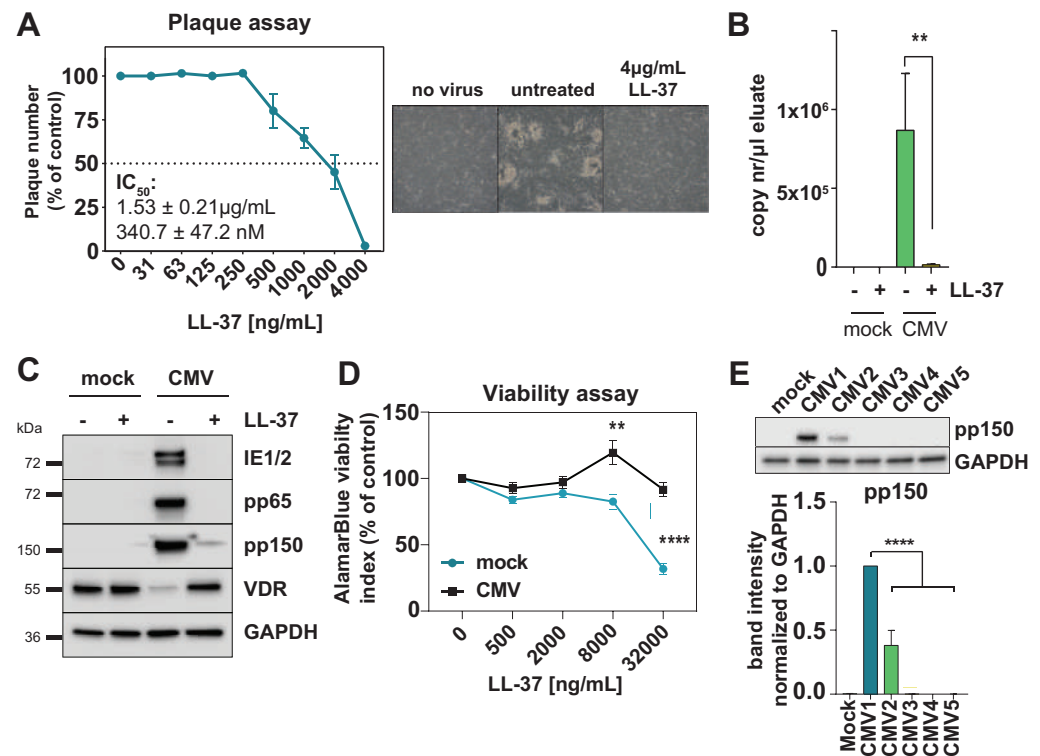 A
Plaque assay
Plaque number
(% of control)
100
75
50
25
0
IC50:
1.53 ± 0.21µg/mL
340.7 ± 47.2 nM
0 31 63 125 250 500 1000 2000 4000
LL-37 [ng/mL]
no virus untreated 4µg/mL
LL-37
B
**
copy nr/µl eluate
1x10⁶
5x10⁵
0
- + - + LL-37
mock CMV
C
mock CMV
kDa
- + - + LL-37
72 IE1/2
72 pp65
150 pp150
55 VDR
36 GAPDH
D
Viability assay
AlamarBlue viabilty
index (% of control)
150
100
50
0
**
****
mock
CMV
0 500 2000 8000 32000
LL-37 [ng/mL]
E
mock CMV1 CMV2 CMV3 CMV4 CMV5
pp150
GAPDH
pp150
band intensity
normalized to GAPDH
1.5
1.0
0.5
0.0
****
Mock CMV1 CMV2 CMV3 CMV4 CMV5